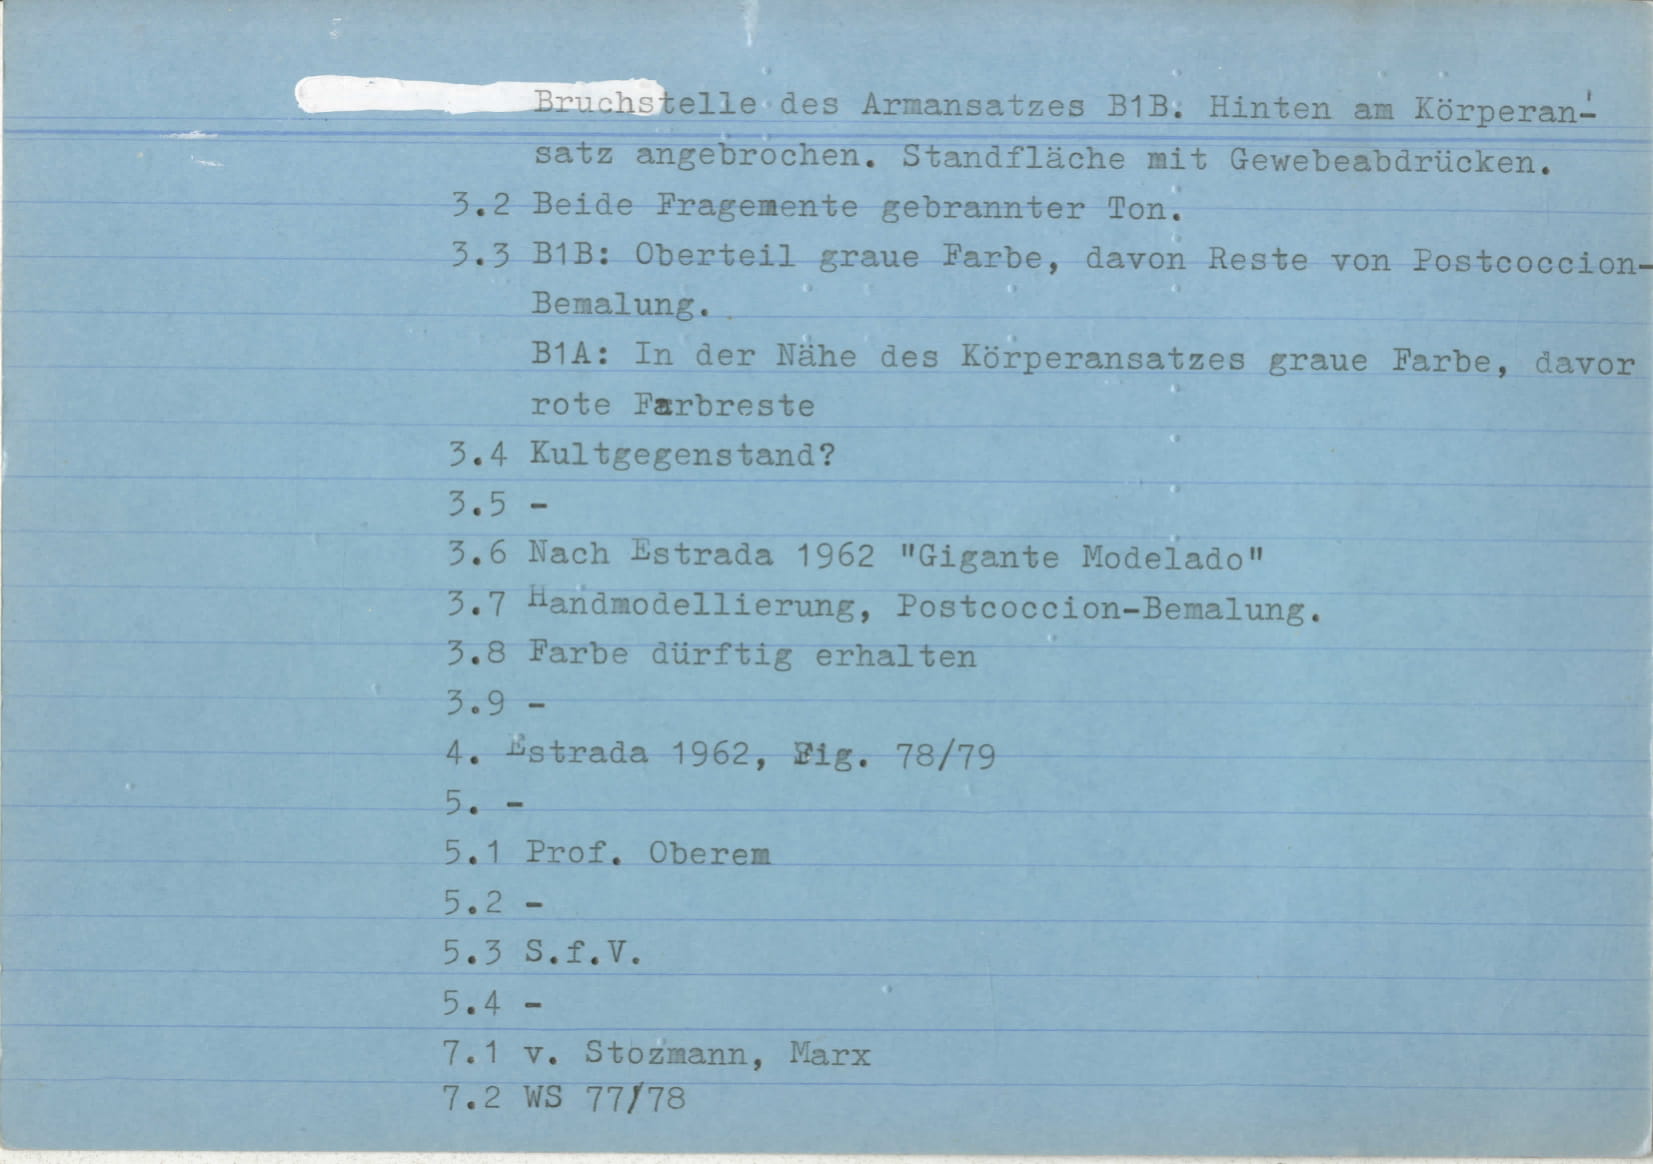 Bruchstelle des Armansatzes B1B. Hinten am Körperan-
satz angebrochen. Standfläche mit Gewebeabdrücken.
3.2 Beide Fragemente gebrannter Ton.
3.3 B1B: Oberteil graue Farbe, davon Reste von Postcoccion-
Bemalung.
B1A: In der Nähe des Körperansatzes graue Farbe, davor
rote Farbreste
3.4 Kultgegenstand?
3.5 -
3.6 Nach Estrada 1962 "Gigante Modelado"
3.7 Handmodellierung, Postcoccion-Bemalung.
3.8 Farbe dürftig erhalten
3.9 -
4. Estrada 1962, Fig. 78/79
5. -
5.1 Prof. Oberem
5.2 -
5.3 S.f.V.
5.4 -
7.1 v. Stozmann, Marx
7.2 WS 77/78